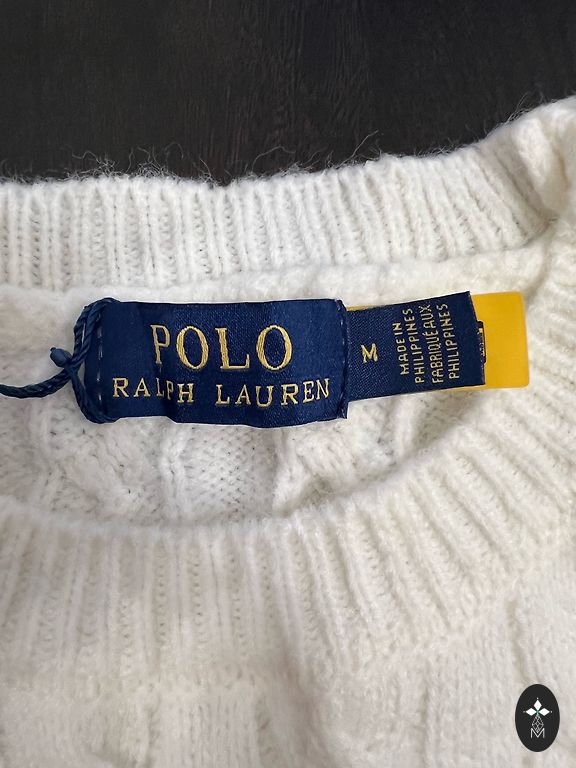 POLO
RALPH LAUREN
M
MADE IN
PHILIPPINES
FABRIQUÉ AUX
PHILIPPINES
M